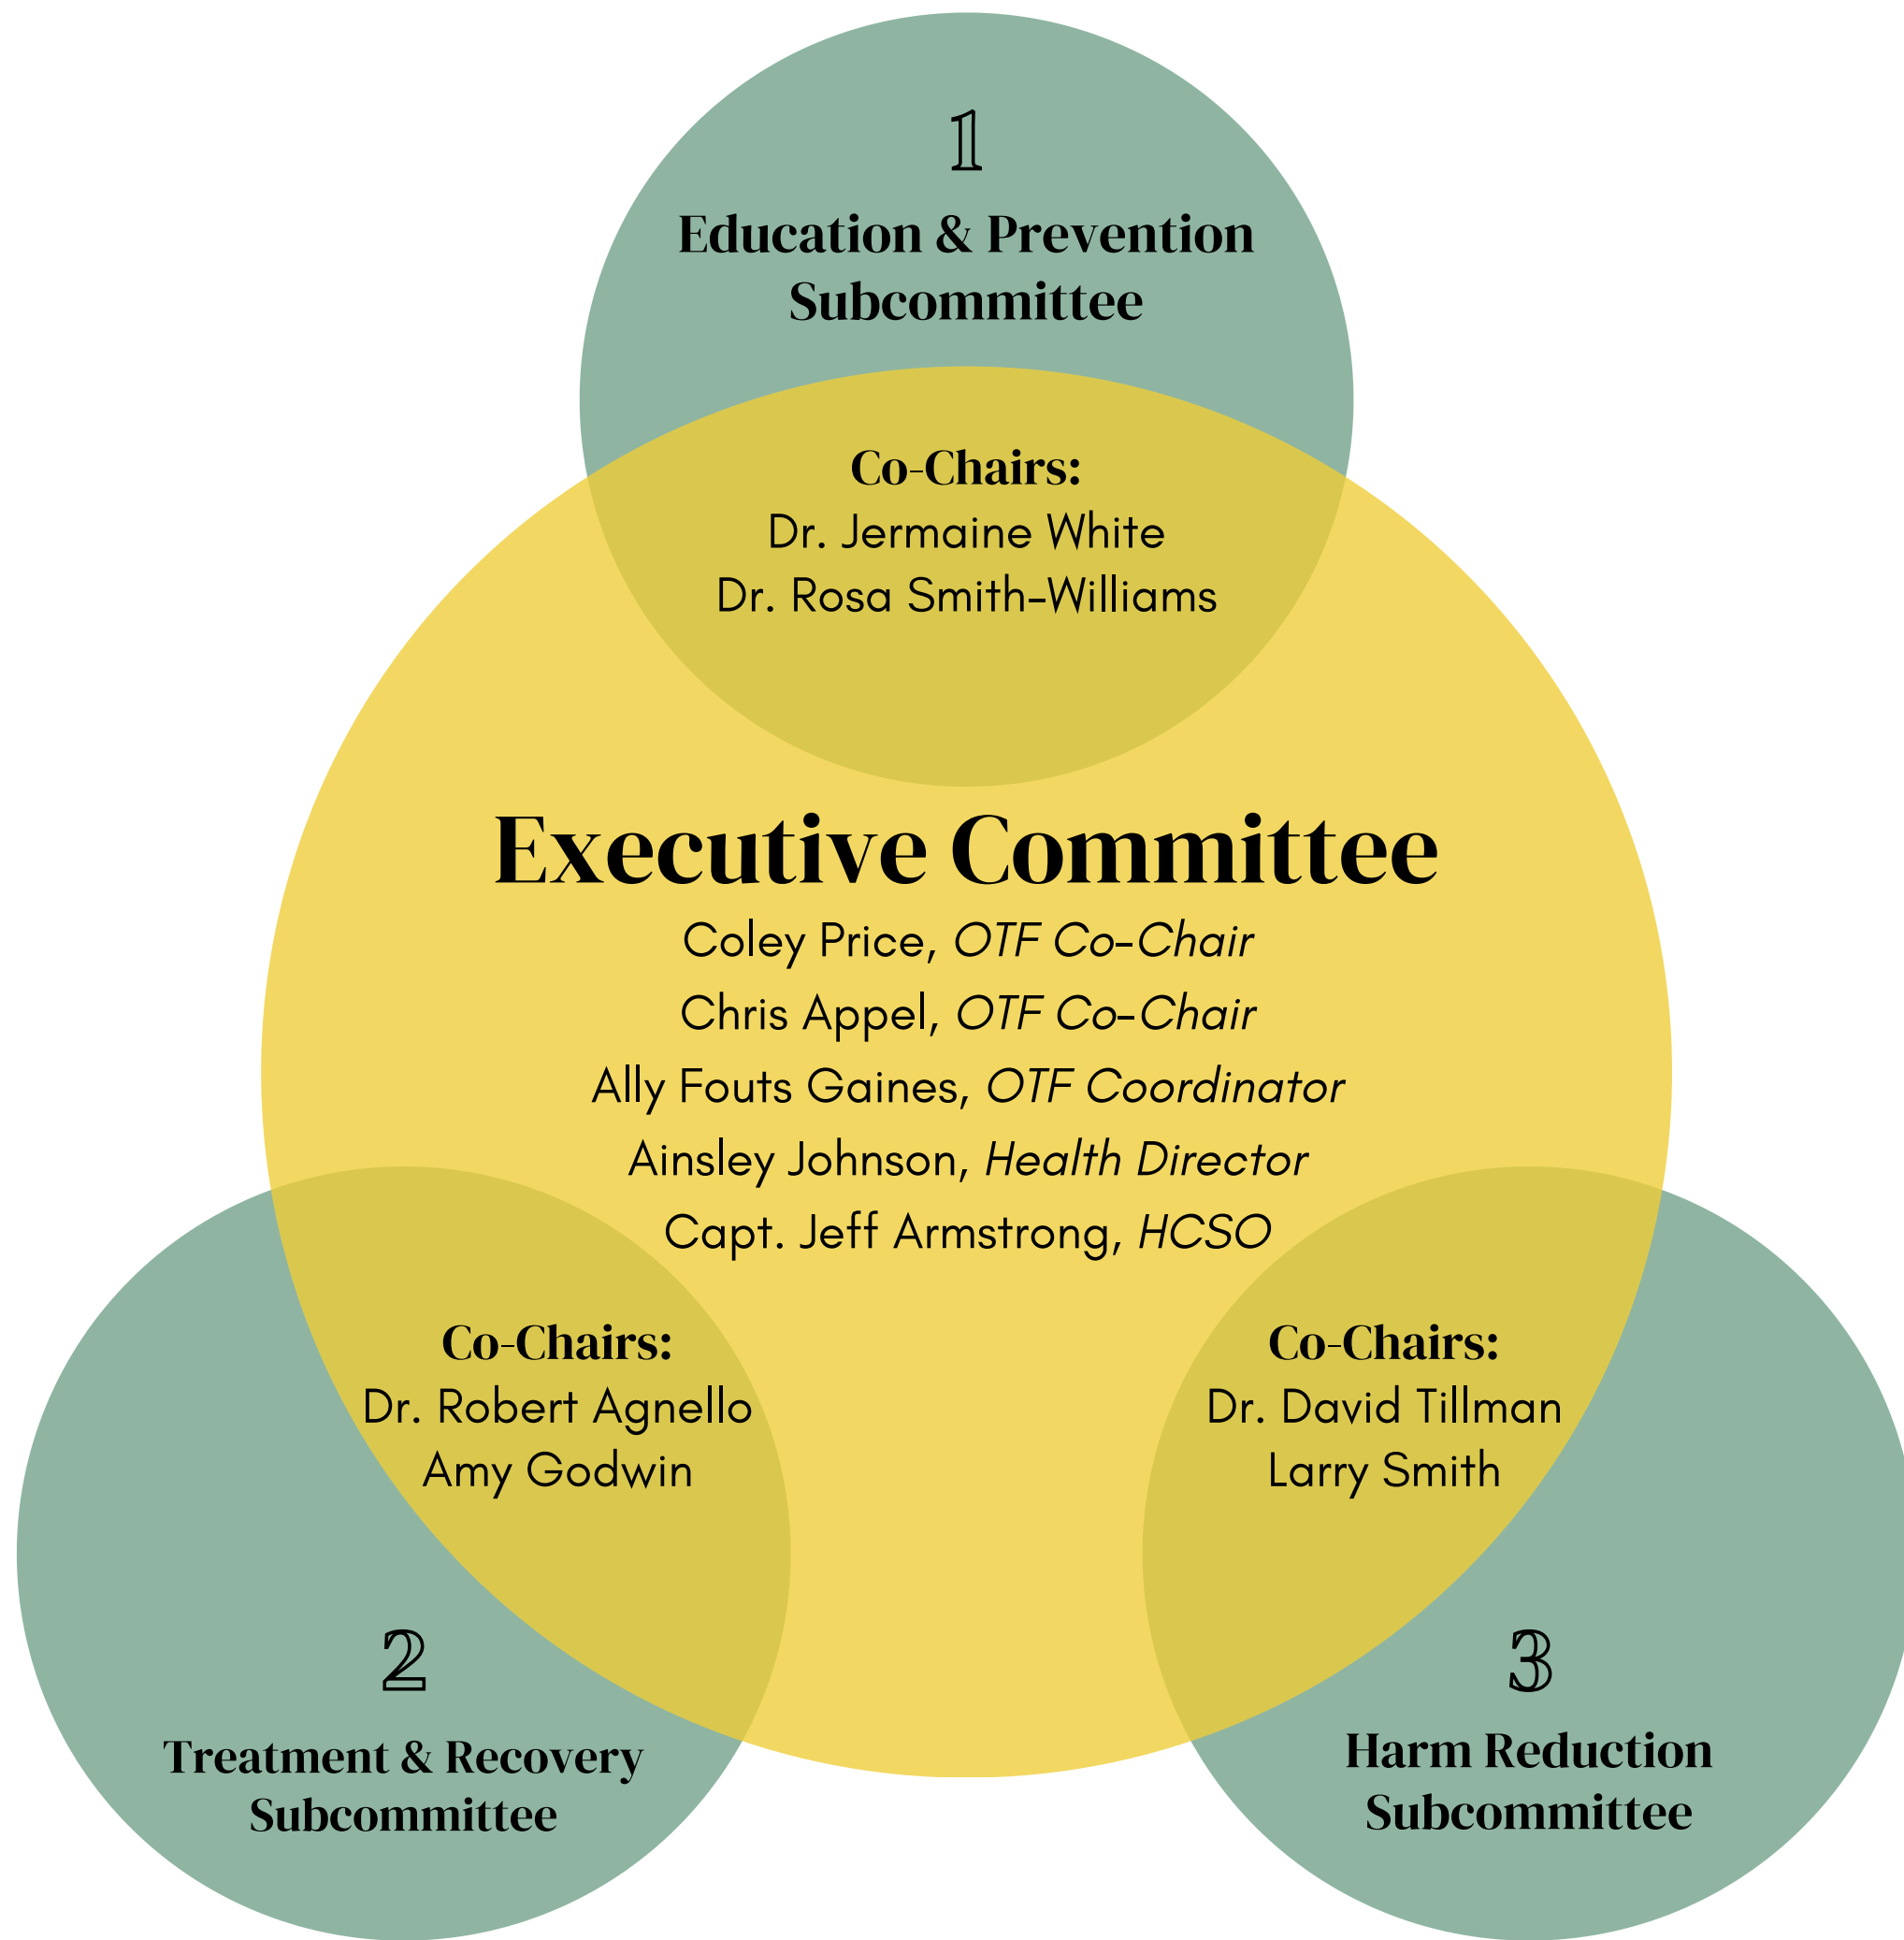 1
Education & Prevention
Subcommittee
Co-Chairs:
Dr. Jermaine White
Dr. Rosa Smith-Williams
Executive Committee
Coley Price, OTF Co-Chair
Chris Appel, OTF Co-Chair
Ally Fouts Gaines, OTF Coordinator
Ainsley Johnson, Health Director
Capt. Jeff Armstrong, HCSO
Co-Chairs:
Dr. Robert Agnello
Amy Godwin
2
Treatment & Recovery
Subcommittee
Co-Chairs:
Dr. David Tillman
Larry Smith
3
Harm Reduction
Subcommittee